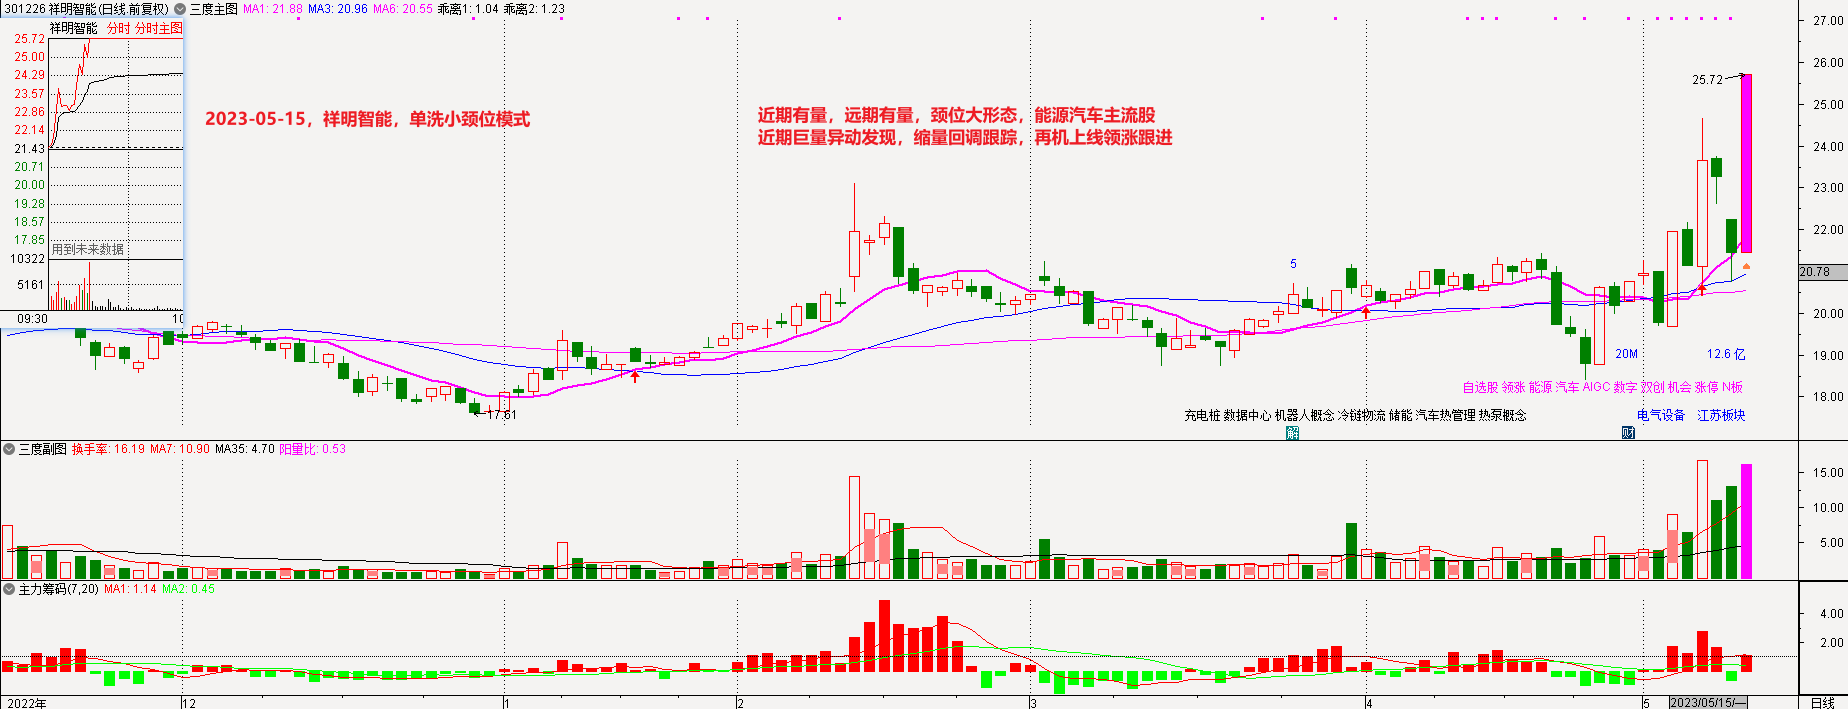 301226 祥明智能(日线.前复权) 三度主图 MA1: 21.88 MA3: 20.96 MA6: 20.55 乖离1: 1.04 乖离2: 1.23
祥明智能 分时 分时主图
25.72
25.00
24.29
23.57
22.86
22.14
21.43
20.71
20.00
19.28
18.57
17.85
用到未来数据
10322
5161
09:30 10
2023-05-15，祥明智能，单洗小颈位模式
近期有量，远期有量，颈位大形态，能源汽车主流股
近期巨量异动发现，缩量回调跟踪，再机上线领涨跟进
25.72
17.61
5
20M 12.6 亿
自选股 领涨 能源 汽车 AIGC 数字 双创 机会 涨停 N板
充电桩 数据中心 机器人概念 冷链物流 储能 汽车热管理 热泵概念 电气设备 江苏板块
解 财
27.00
26.00
25.00
24.00
23.00
22.00
20.78
20.00
19.00
18.00
三度副图 换手率: 16.19 MA7: 10.90 MA35: 4.70 阳量比: 0.53
15.00
10.00
5.00
主力筹码(7,20) MA1: 1.14 MA2: 0.45
4.00
2.00
2022年 12 1 2 3 4 5 2023/05/15/一 日线